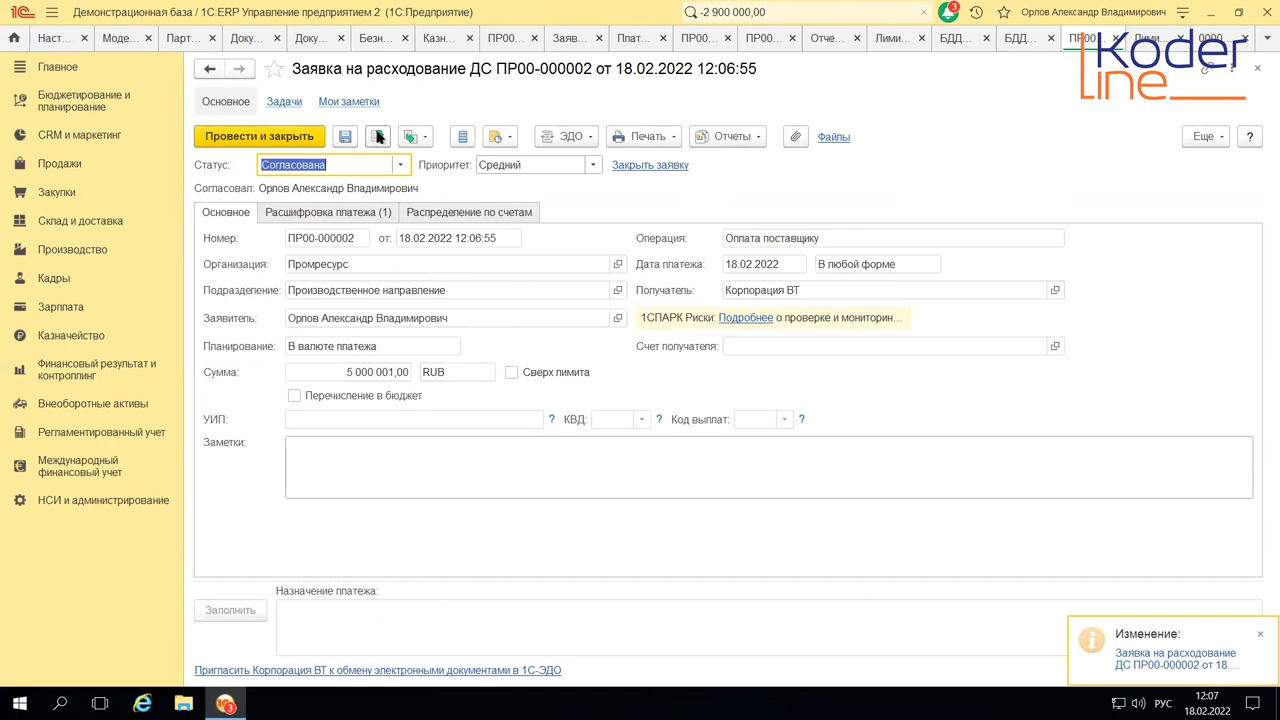 Демонстрационная база / 1С:ERP Управление предприятием 2 (1С:Предприятие)
-2 900 000,00
3
Орлов Александр Владимирович
Наст...
Моде...
Парт...
Доку...
Доку...
Безн...
Казн...
ПР00...
Заяв...
Плат...
ПР00...
ПР00...
Отче...
Лими...
БДД...
БДД...
ПР00...
Лими...
0000
Koder
line
Главное
Бюджетирование и
планирование
CRM и маркетинг
Продажи
Закупки
Склад и доставка
Производство
Кадры
Зарплата
Казначейство
Финансовый результат и
контроллинг
Внеоборотные активы
Регламентированный учет
Международный
финансовый учет
НСИ и администрирование
Заявка на расходование ДС ПР00-000002 от 18.02.2022 12:06:55
Основное Задачи Мои заметки
Провести и закрыть ЭДО Печать Отчеты Файлы Еще ?
Статус: Согласована Приоритет: Средний Закрыть заявку
Согласовал: Орлов Александр Владимирович
Основное Расшифровка платежа (1) Распределение по счетам
Номер: ПР00-000002 от: 18.02.2022 12:06:55 Операция: Оплата поставщику
Организация: Промресурс Дата платежа: 18.02.2022 В любой форме
Подразделение: Производственное направление Получатель: Корпорация ВТ
Заявитель: Орлов Александр Владимирович 1СПАРК Риски: Подробнее о проверке и мониторин...
Планирование: В валюте платежа Счет получателя:
Сумма: 5 000 001,00 RUB Сверх лимита
Перечисление в бюджет
УИП: ? КВД: ? Код выплат: ?
Заметки:
Назначение платежа:
Заполнить
Пригласить Корпорация ВТ к обмену электронными документами в 1С-ЭДО
Изменение:
Заявка на расходование
ДС ПР00-000002 от 18....
3
РУС
12:07
18.02.2022